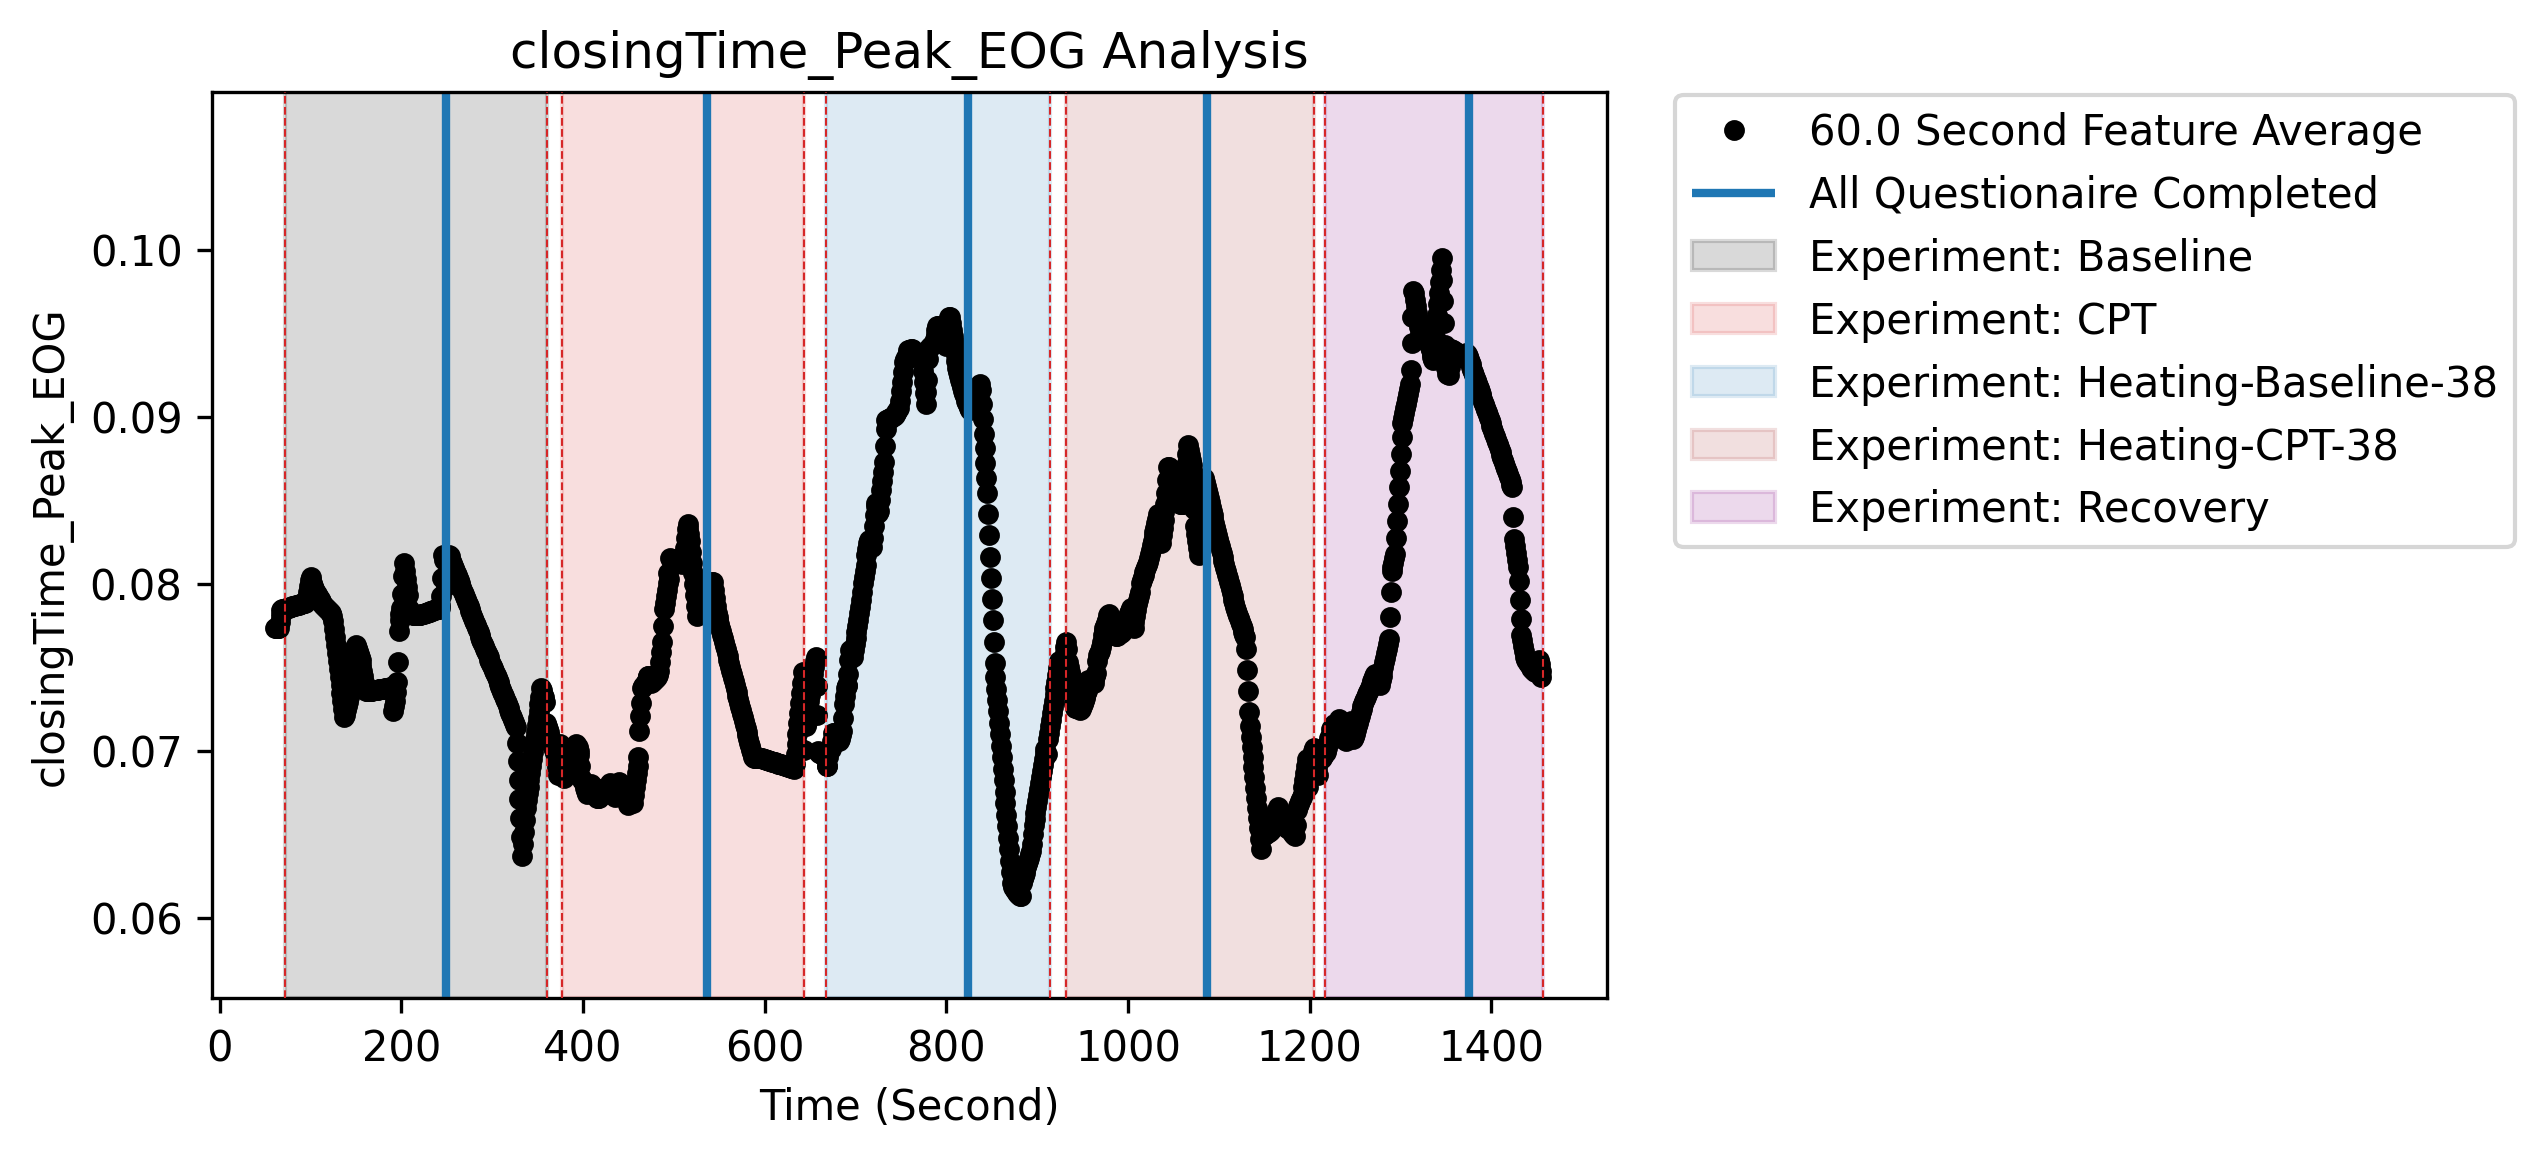 closingTime_Peak_EOG Analysis
closingTime_Peak_EOG
0.10
0.09
0.08
0.07
0.06
0
200
400
600
800
1000
1200
1400
Time (Second)
60.0 Second Feature Average
All Questionaire Completed
Experiment: Baseline
Experiment: CPT
Experiment: Heating-Baseline-38
Experiment: Heating-CPT-38
Experiment: Recovery